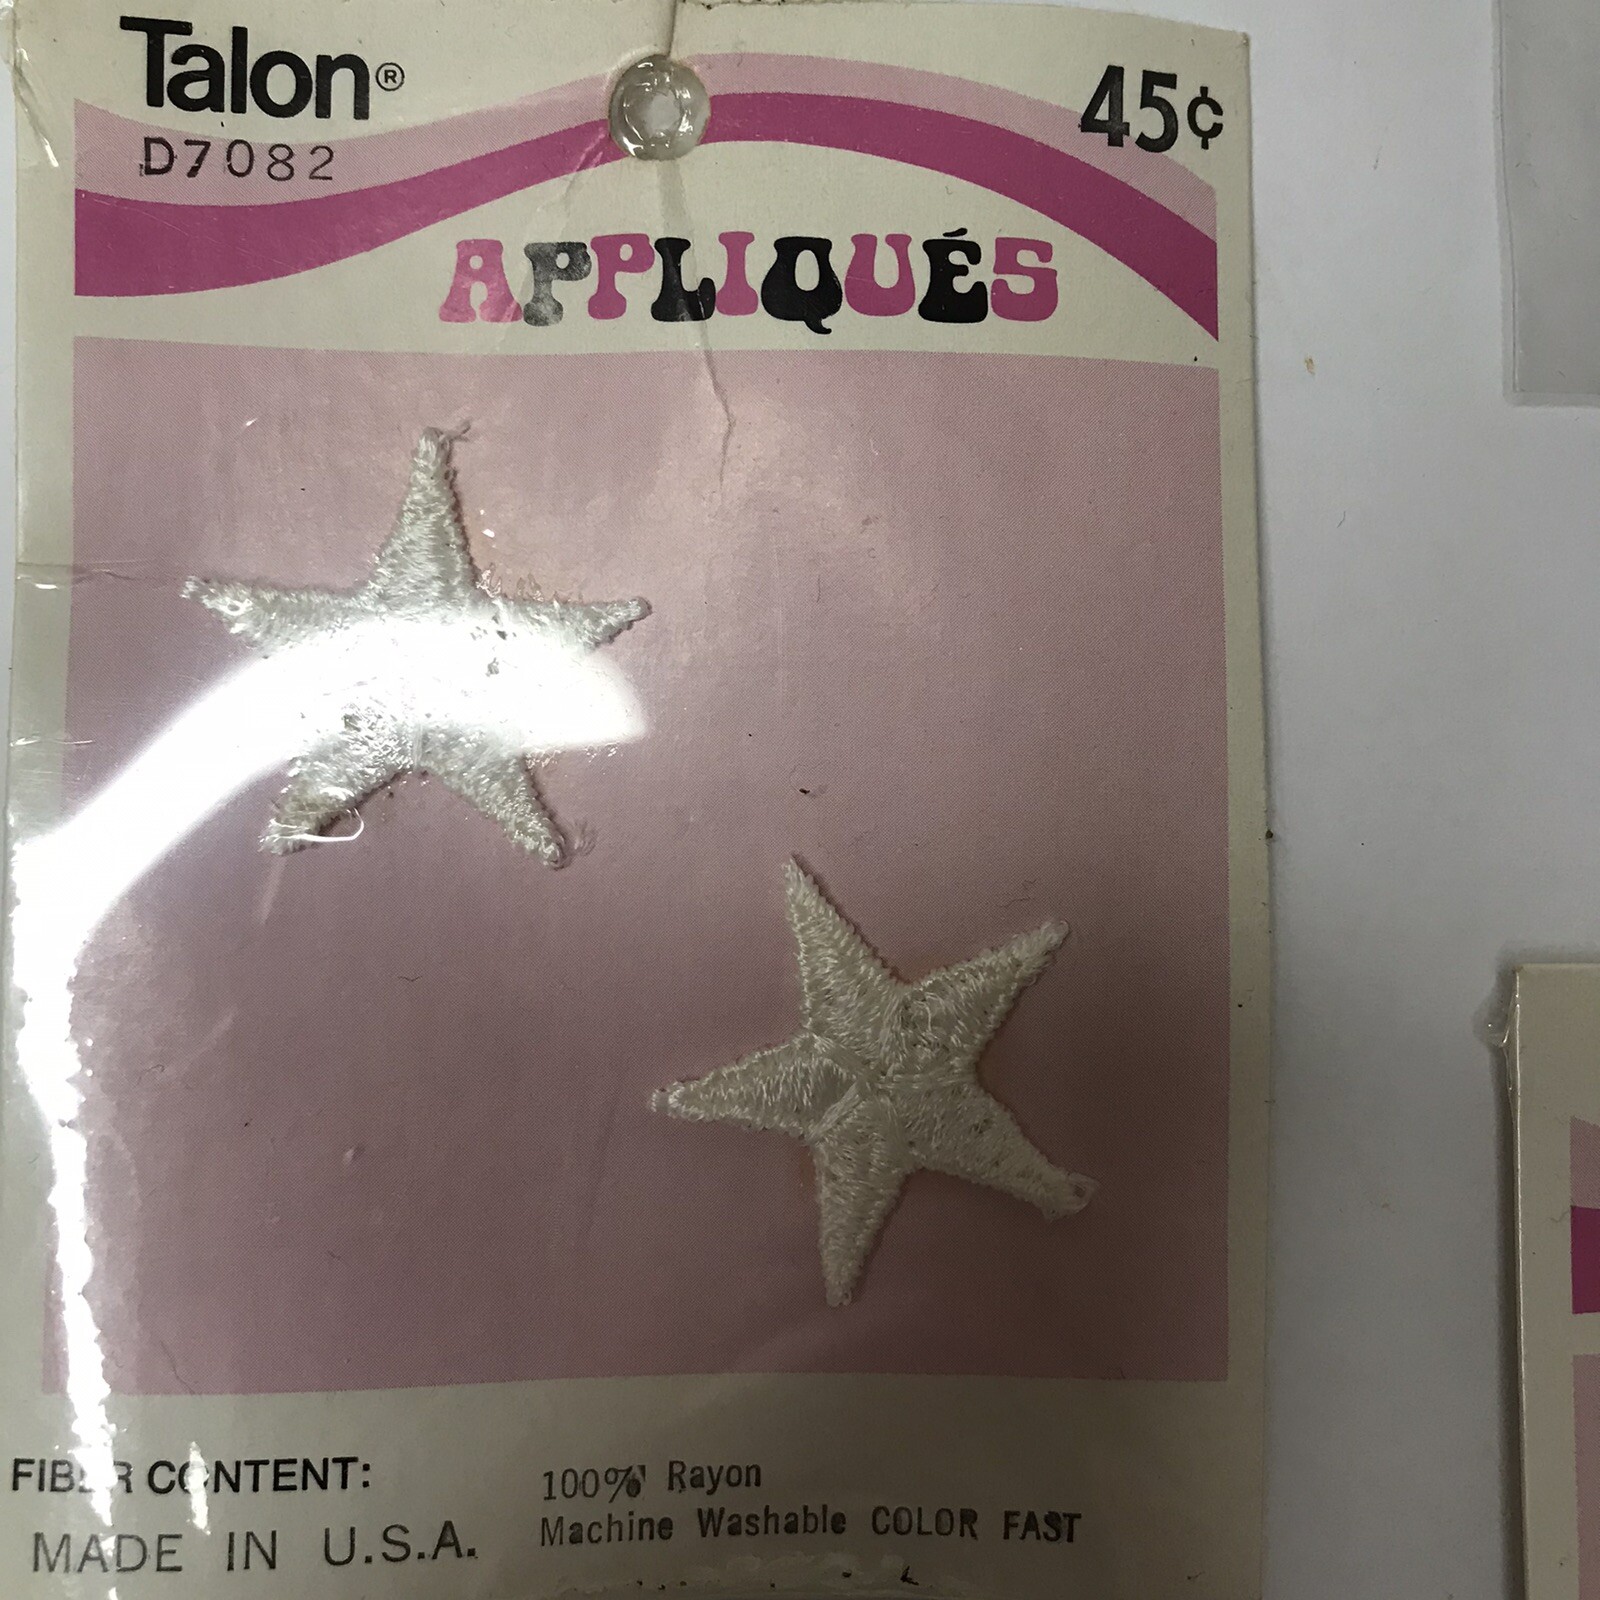 Talon®
45¢
D7082
APPLIQUÉS
FIBER CONTENT:
100% Rayon
Machine Washable COLOR FAST
MADE IN U.S.A.